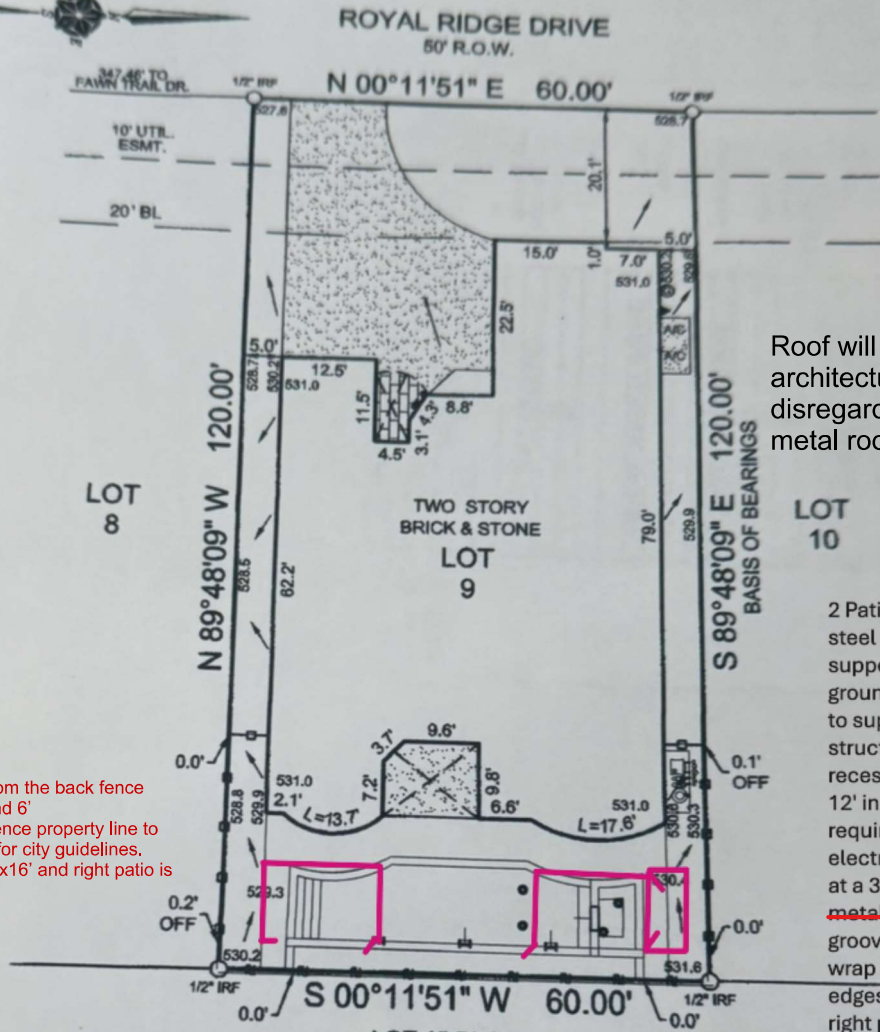 ROYAL RIDGE DRIVE
50' R.O.W.
347.46' TO
FAWN TRAIL DR.
1/2" IRF
N 00°11'51" E 60.00'
1/2" IRF
527.8
528.7
10' UTIL.
ESMT.
20.1'
20' BL
15.0'
1.0'
7.0'
5.0'
531.0
530.2
529.8
22.5'
A/C
A/C
5.0'
528.7
530.2
531.0
12.5'
11.5'
4.5'
3.1'
4.3'
8.8'
Roof will
architectu
disregard
metal roo
N 89°48'09" W 120.00'
S 89°48'09" E 120.00'
BASIS OF BEARINGS
LOT
8
TWO STORY
BRICK & STONE
LOT
9
LOT
10
79.0'
529.9
528.5
62.2'
2 Pati
steel
suppo
groun
to sup
struct
reces
12' in
requir
electr
at a 3
metal
groov
wrap
edges
right p
0.0'
9.6'
3.7'
7.2'
9.8'
6.6'
531.0
2.1'
L=13.7'
531.0
L=17.6'
0.1'
OFF
528.8
529.9
530.3
om the back fence
nd 6'
ence property line to
for city guidelines.
x16' and right patio is
529.3
530.4
0.2'
OFF
0.0'
530.2
531.6
1/2" IRF
0.0'
S 00°11'51" W 60.00'
0.0'
1/2" IRF